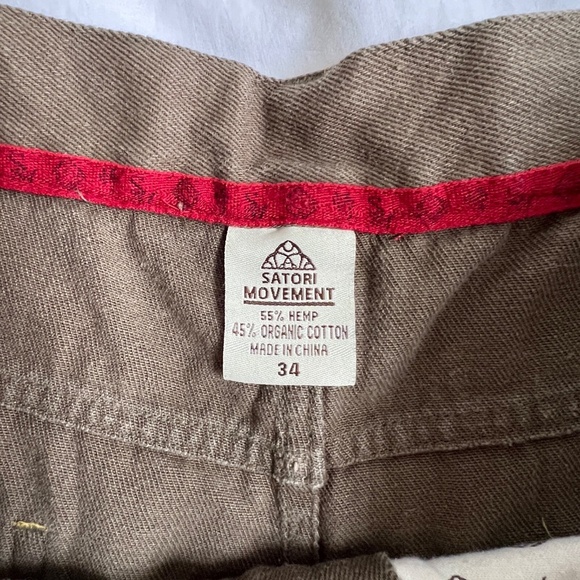 SATORI
MOVEMENT
55% HEMP
45% ORGANIC COTTON
MADE IN CHINA
34